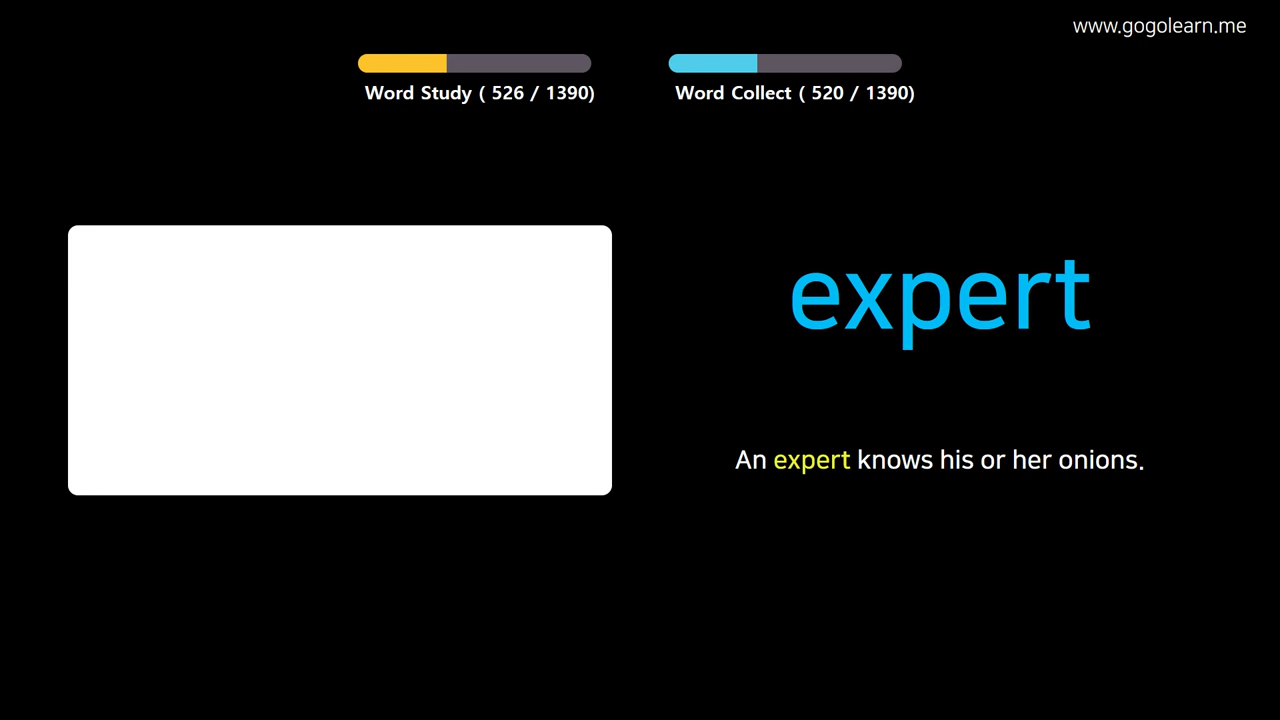 www.gogolearn.me
Word Study ( 526 / 1390)
Word Collect ( 520 / 1390)
expert
An expert knows his or her onions.